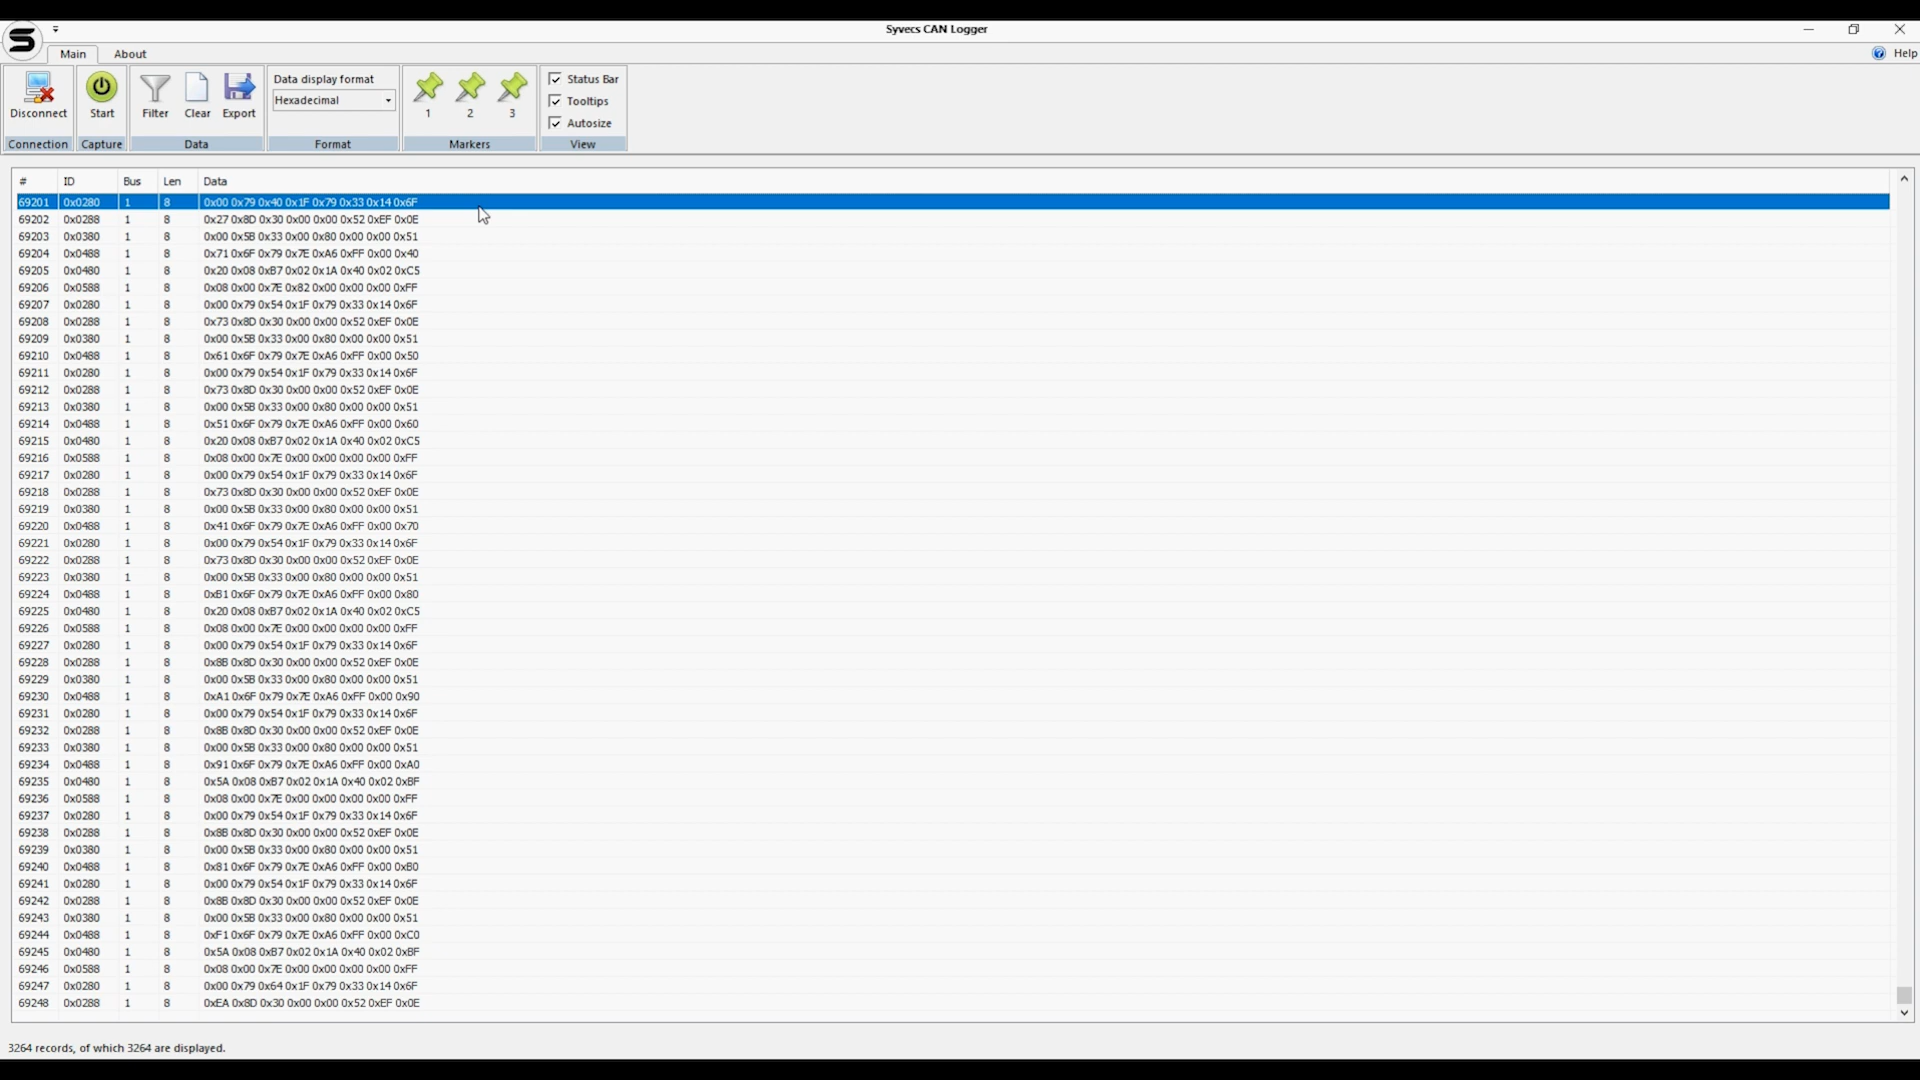 Syvecs CAN Logger
Main About Help
Disconnect Start Filter Clear Export Data display format Hexadecimal 1 2 3 Status Bar Tooltips Autosize
Connection Capture Data Format Markers View
# ID Bus Len Data
69201 0x0280 1 8 0x00 0x79 0x40 0x1F 0x79 0x33 0x14 0x6F
69202 0x0288 1 8 0x27 0x8D 0x30 0x00 0x00 0x52 0xEF 0x0E
69203 0x0380 1 8 0x00 0x5B 0x33 0x00 0x80 0x00 0x00 0x51
69204 0x0488 1 8 0x71 0x6F 0x79 0x7E 0xA6 0xFF 0x00 0x40
69205 0x0480 1 8 0x20 0x08 0xB7 0x02 0x1A 0x40 0x02 0xC5
69206 0x0588 1 8 0x08 0x00 0x7E 0x82 0x00 0x00 0x00 0xFF
69207 0x0280 1 8 0x00 0x79 0x54 0x1F 0x79 0x33 0x14 0x6F
69208 0x0288 1 8 0x73 0x8D 0x30 0x00 0x00 0x52 0xEF 0x0E
69209 0x0380 1 8 0x00 0x5B 0x33 0x00 0x80 0x00 0x00 0x51
69210 0x0488 1 8 0x61 0x6F 0x79 0x7E 0xA6 0xFF 0x00 0x50
69211 0x0280 1 8 0x00 0x79 0x54 0x1F 0x79 0x33 0x14 0x6F
69212 0x0288 1 8 0x73 0x8D 0x30 0x00 0x00 0x52 0xEF 0x0E
69213 0x0380 1 8 0x00 0x5B 0x33 0x00 0x80 0x00 0x00 0x51
69214 0x0488 1 8 0x51 0x6F 0x79 0x7E 0xA6 0xFF 0x00 0x60
69215 0x0480 1 8 0x20 0x08 0xB7 0x02 0x1A 0x40 0x02 0xC5
69216 0x0588 1 8 0x08 0x00 0x7E 0x00 0x00 0x00 0x00 0xFF
69217 0x0280 1 8 0x00 0x79 0x54 0x1F 0x79 0x33 0x14 0x6F
69218 0x0288 1 8 0x73 0x8D 0x30 0x00 0x00 0x52 0xEF 0x0E
69219 0x0380 1 8 0x00 0x5B 0x33 0x00 0x80 0x00 0x00 0x51
69220 0x0488 1 8 0x41 0x6F 0x79 0x7E 0xA6 0xFF 0x00 0x70
69221 0x0280 1 8 0x00 0x79 0x54 0x1F 0x79 0x33 0x14 0x6F
69222 0x0288 1 8 0x73 0x8D 0x30 0x00 0x00 0x52 0xEF 0x0E
69223 0x0380 1 8 0x00 0x5B 0x33 0x00 0x80 0x00 0x00 0x51
69224 0x0488 1 8 0xB1 0x6F 0x79 0x7E 0xA6 0xFF 0x00 0x80
69225 0x0480 1 8 0x20 0x08 0xB7 0x02 0x1A 0x40 0x02 0xC5
69226 0x0588 1 8 0x08 0x00 0x7E 0x00 0x00 0x00 0x00 0xFF
69227 0x0280 1 8 0x00 0x79 0x54 0x1F 0x79 0x33 0x14 0x6F
69228 0x0288 1 8 0x8B 0x8D 0x30 0x00 0x00 0x52 0xEF 0x0E
69229 0x0380 1 8 0x00 0x5B 0x33 0x00 0x80 0x00 0x00 0x51
69230 0x0488 1 8 0xA1 0x6F 0x79 0x7E 0xA6 0xFF 0x00 0x90
69231 0x0280 1 8 0x00 0x79 0x54 0x1F 0x79 0x33 0x14 0x6F
69232 0x0288 1 8 0x8B 0x8D 0x30 0x00 0x00 0x52 0xEF 0x0E
69233 0x0380 1 8 0x00 0x5B 0x33 0x00 0x80 0x00 0x00 0x51
69234 0x0488 1 8 0x91 0x6F 0x79 0x7E 0xA6 0xFF 0x00 0xA0
69235 0x0480 1 8 0x5A 0x08 0xB7 0x02 0x1A 0x40 0x02 0xBF
69236 0x0588 1 8 0x08 0x00 0x7E 0x00 0x00 0x00 0x00 0xFF
69237 0x0280 1 8 0x00 0x79 0x54 0x1F 0x79 0x33 0x14 0x6F
69238 0x0288 1 8 0x8B 0x8D 0x30 0x00 0x00 0x52 0xEF 0x0E
69239 0x0380 1 8 0x00 0x5B 0x33 0x00 0x80 0x00 0x00 0x51
69240 0x0488 1 8 0x81 0x6F 0x79 0x7E 0xA6 0xFF 0x00 0xB0
69241 0x0280 1 8 0x00 0x79 0x54 0x1F 0x79 0x33 0x14 0x6F
69242 0x0288 1 8 0x8B 0x8D 0x30 0x00 0x00 0x52 0xEF 0x0E
69243 0x0380 1 8 0x00 0x5B 0x33 0x00 0x80 0x00 0x00 0x51
69244 0x0488 1 8 0xF1 0x6F 0x79 0x7E 0xA6 0xFF 0x00 0xC0
69245 0x0480 1 8 0x5A 0x08 0xB7 0x02 0x1A 0x40 0x02 0xBF
69246 0x0588 1 8 0x08 0x00 0x7E 0x00 0x00 0x00 0x00 0xFF
69247 0x0280 1 8 0x00 0x79 0x64 0x1F 0x79 0x33 0x14 0x6F
69248 0x0288 1 8 0xEA 0x8D 0x30 0x00 0x00 0x52 0xEF 0x0E
3264 records, of which 3264 are displayed.